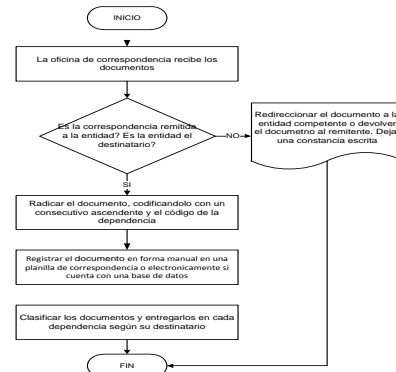 INICIO
La oficina de correspondencia recibe los
documentos
Es la correspondencia remitida
a la entidad? Es la entidad el
destinatario?
NO
Redireccionar el documento a la
entidad competente o devolver
el documetno al remitente. Deja
una constancia escrita
SI
Radicar el documento, codificandolo con un
consecutivo ascendente y el código de la
dependencia
Registrar el documento en forma manual en una
planilla de correspondencia o electronicamente si
cuenta con una base de datos
Clasificar los documentos y entregarlos en cada
dependencia según su destinatario
FIN